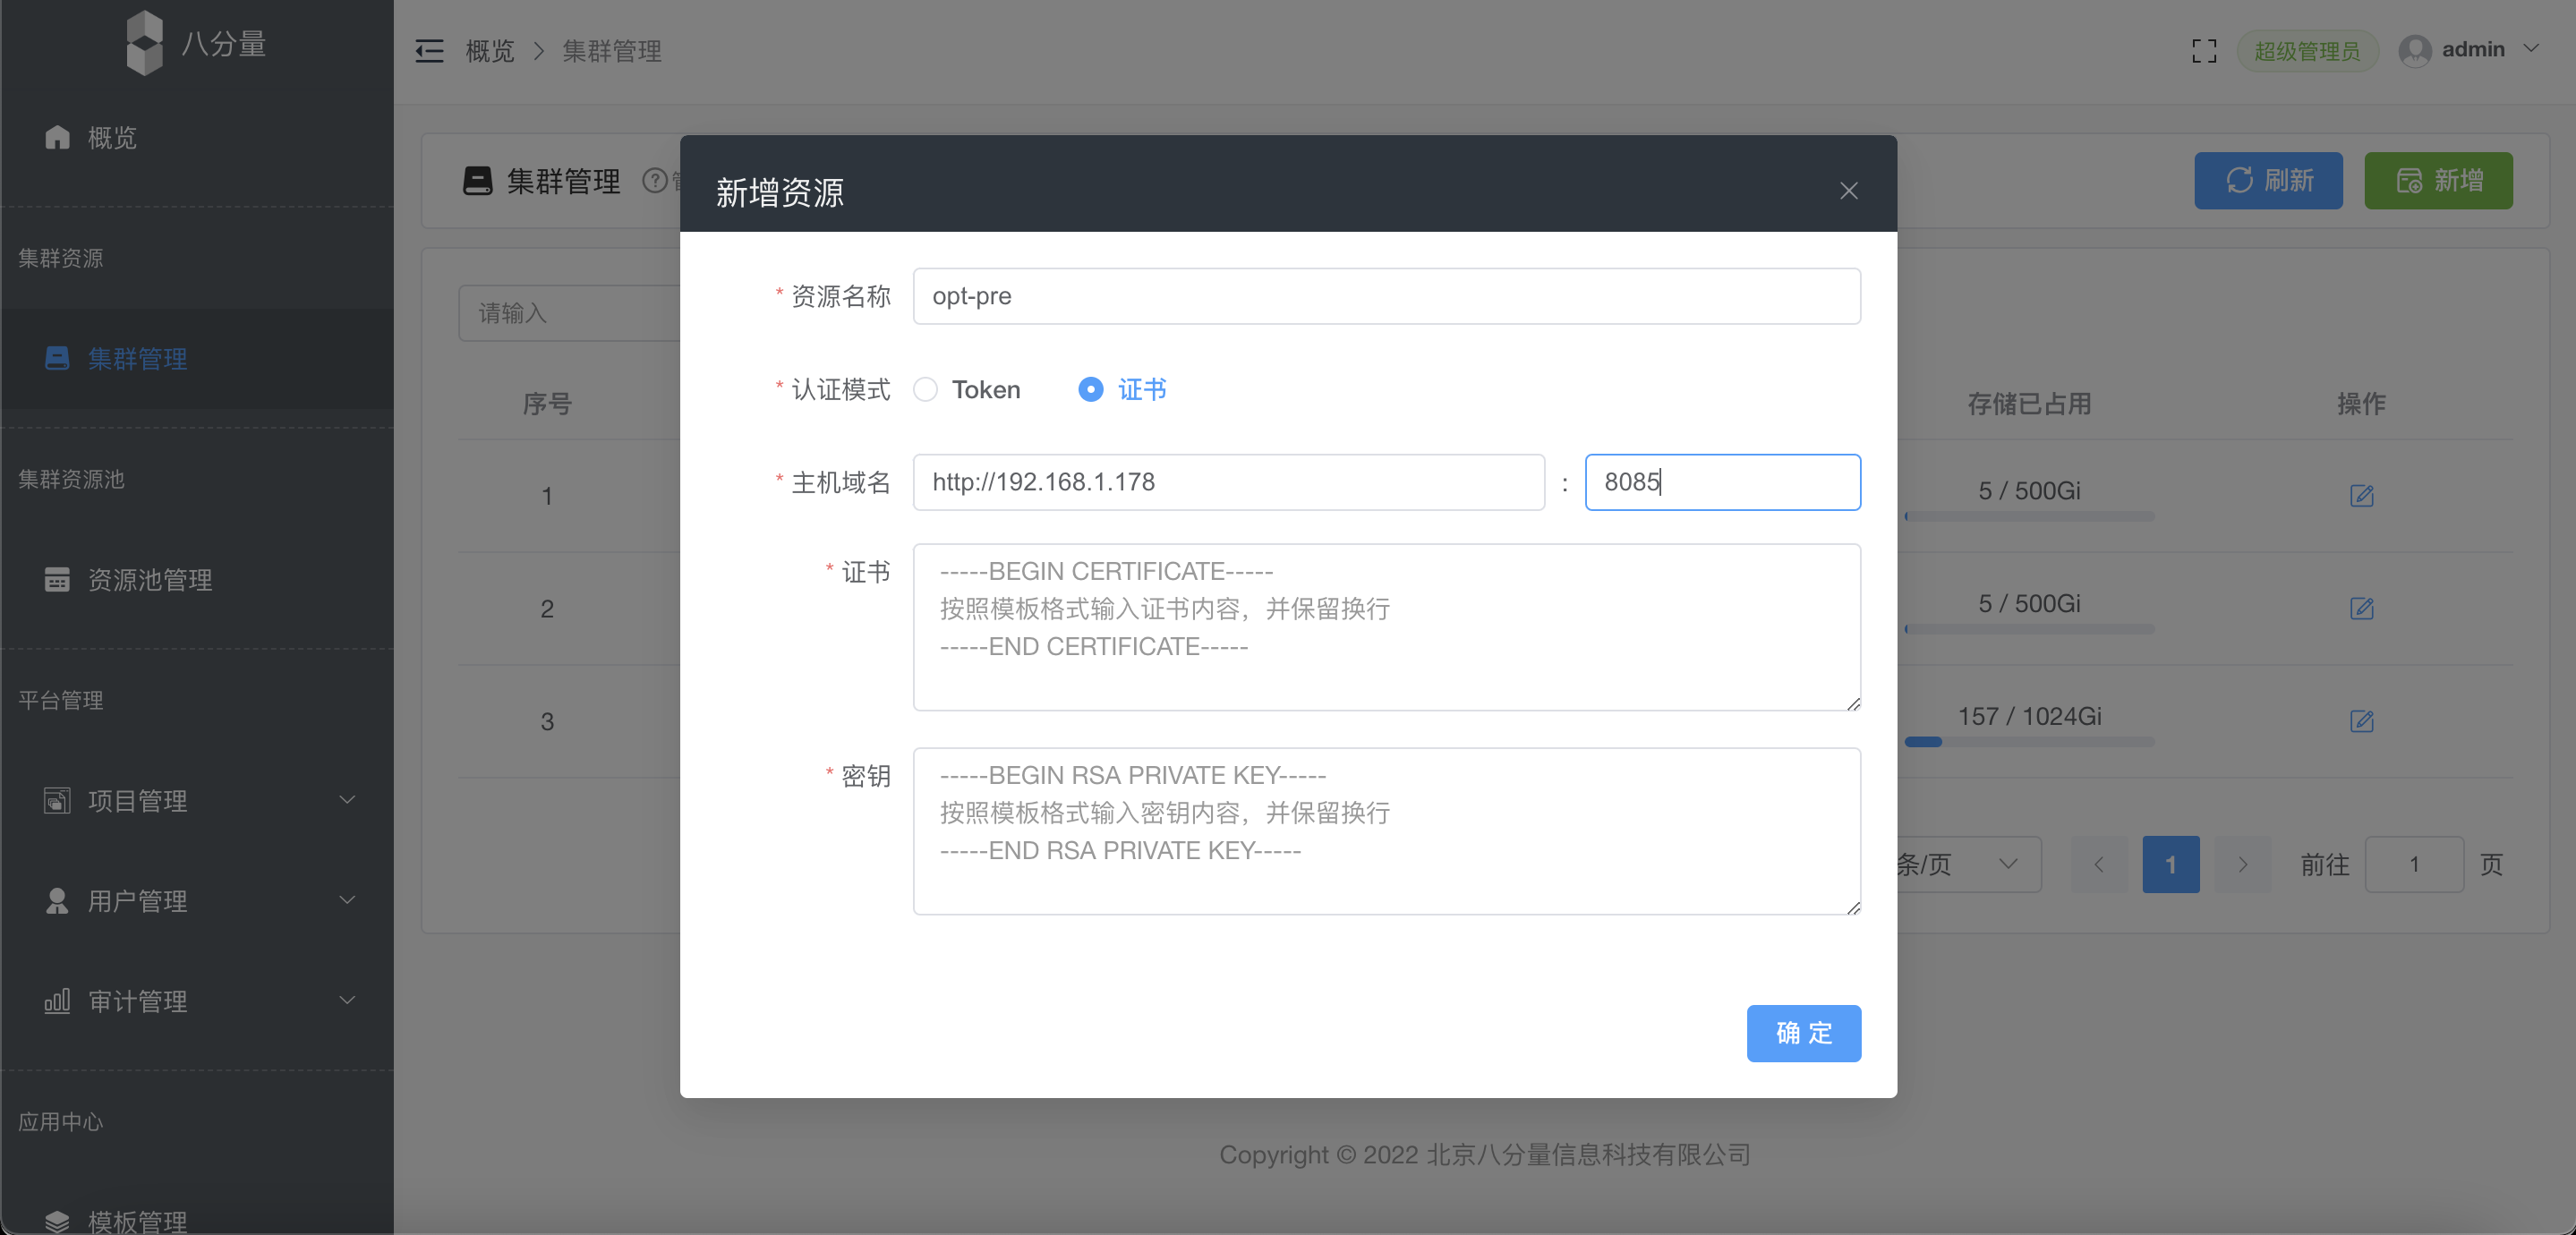 八分量
概览 > 集群管理
超级管理员
admin
概览
集群资源
集群管理
集群资源池
资源池管理
平台管理
项目管理
用户管理
审计管理
应用中心
模板管理
集群管理
刷新
新增
请输入
序号
存储已占用
操作
1
5 / 500Gi
2
5 / 500Gi
3
157 / 1024Gi
条/页
1
前往
1
页
新增资源
* 资源名称
opt-pre
* 认证模式
Token
证书
* 主机域名
http://192.168.1.178
:
8085
* 证书
-----BEGIN CERTIFICATE-----
按照模板格式输入证书内容，并保留换行
-----END CERTIFICATE-----
* 密钥
-----BEGIN RSA PRIVATE KEY-----
按照模板格式输入密钥内容，并保留换行
-----END RSA PRIVATE KEY-----
确 定
Copyright © 2022 北京八分量信息科技有限公司